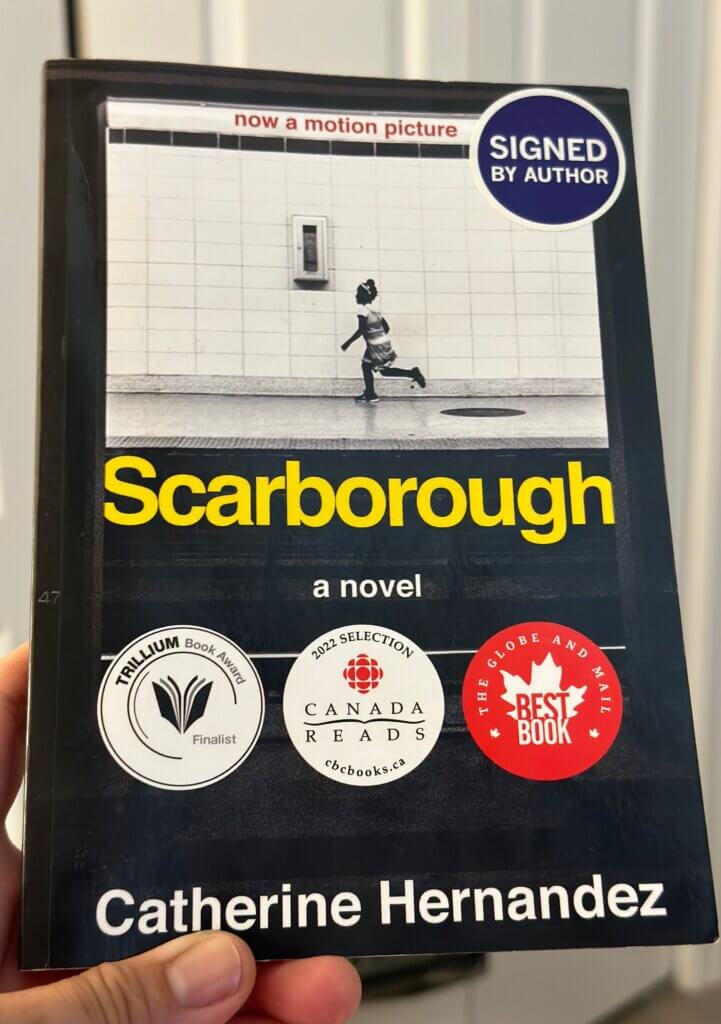 now a motion picture
SIGNED
BY AUTHOR
Scarborough
a novel
47
TRILLIUM Book Award
Finalist
2022 SELECTION
CANADA
READS
cbcbooks.ca
THE GLOBE AND MAIL
BEST
BOOK
Catherine Hernandez